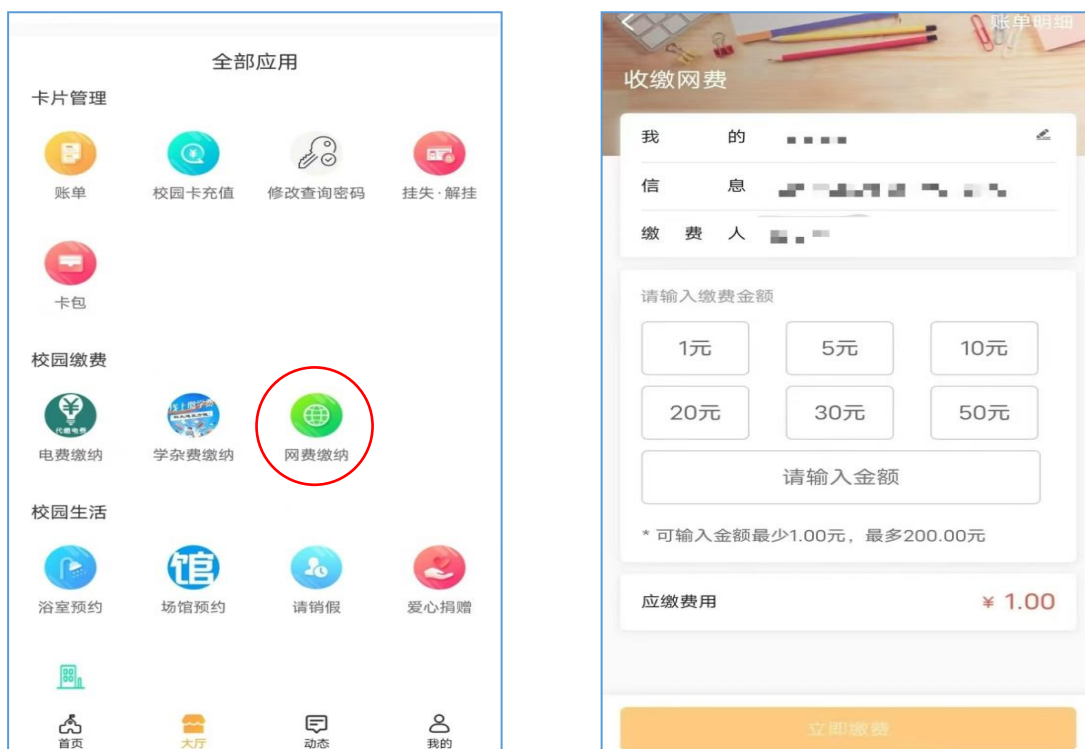 全部应用
卡片管理
账单
校园卡充值
修改查询密码
挂失·解挂
卡包
校园缴费
代缴电费
电费缴纳
学杂费缴纳
网费缴纳
校园生活
馆
浴室预约
场馆预约
请销假
爱心捐赠
首页
大厅
动态
我的
账单明细
收缴网费
我的
信息
缴费人
请输入缴费金额
1元 5元 10元
20元 30元 50元
请输入金额
* 可输入金额最少1.00元，最多200.00元
应缴费用 ¥ 1.00
立即缴费